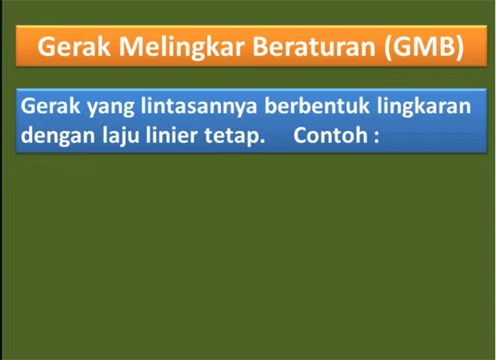 Gerak Melingkar Beraturan (GMB)
Gerak yang lintasannya berbentuk lingkaran
dengan laju linier tetap. Contoh :